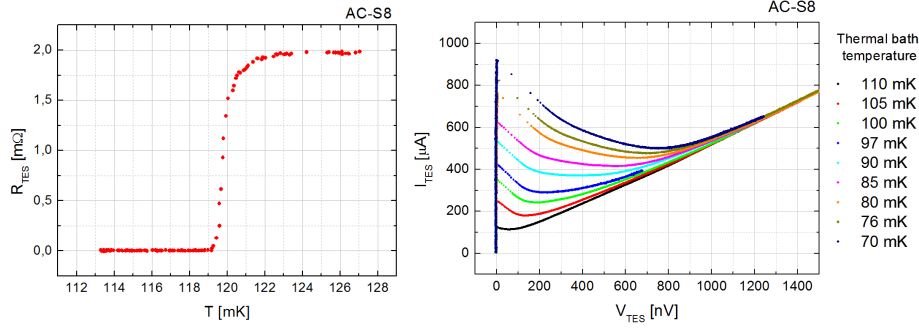 AC-S8
2,0
1,5
1,0
0,5
0,0
R_TES [mΩ]
112 114 116 118 120 122 124 126 128
T [mK]
AC-S8
1000
800
600
400
200
0
I_TES [µA]
0 200 400 600 800 1000 1200 1400
V_TES [nV]
Thermal bath
temperature
110 mK
105 mK
100 mK
97 mK
90 mK
85 mK
80 mK
76 mK
70 mK